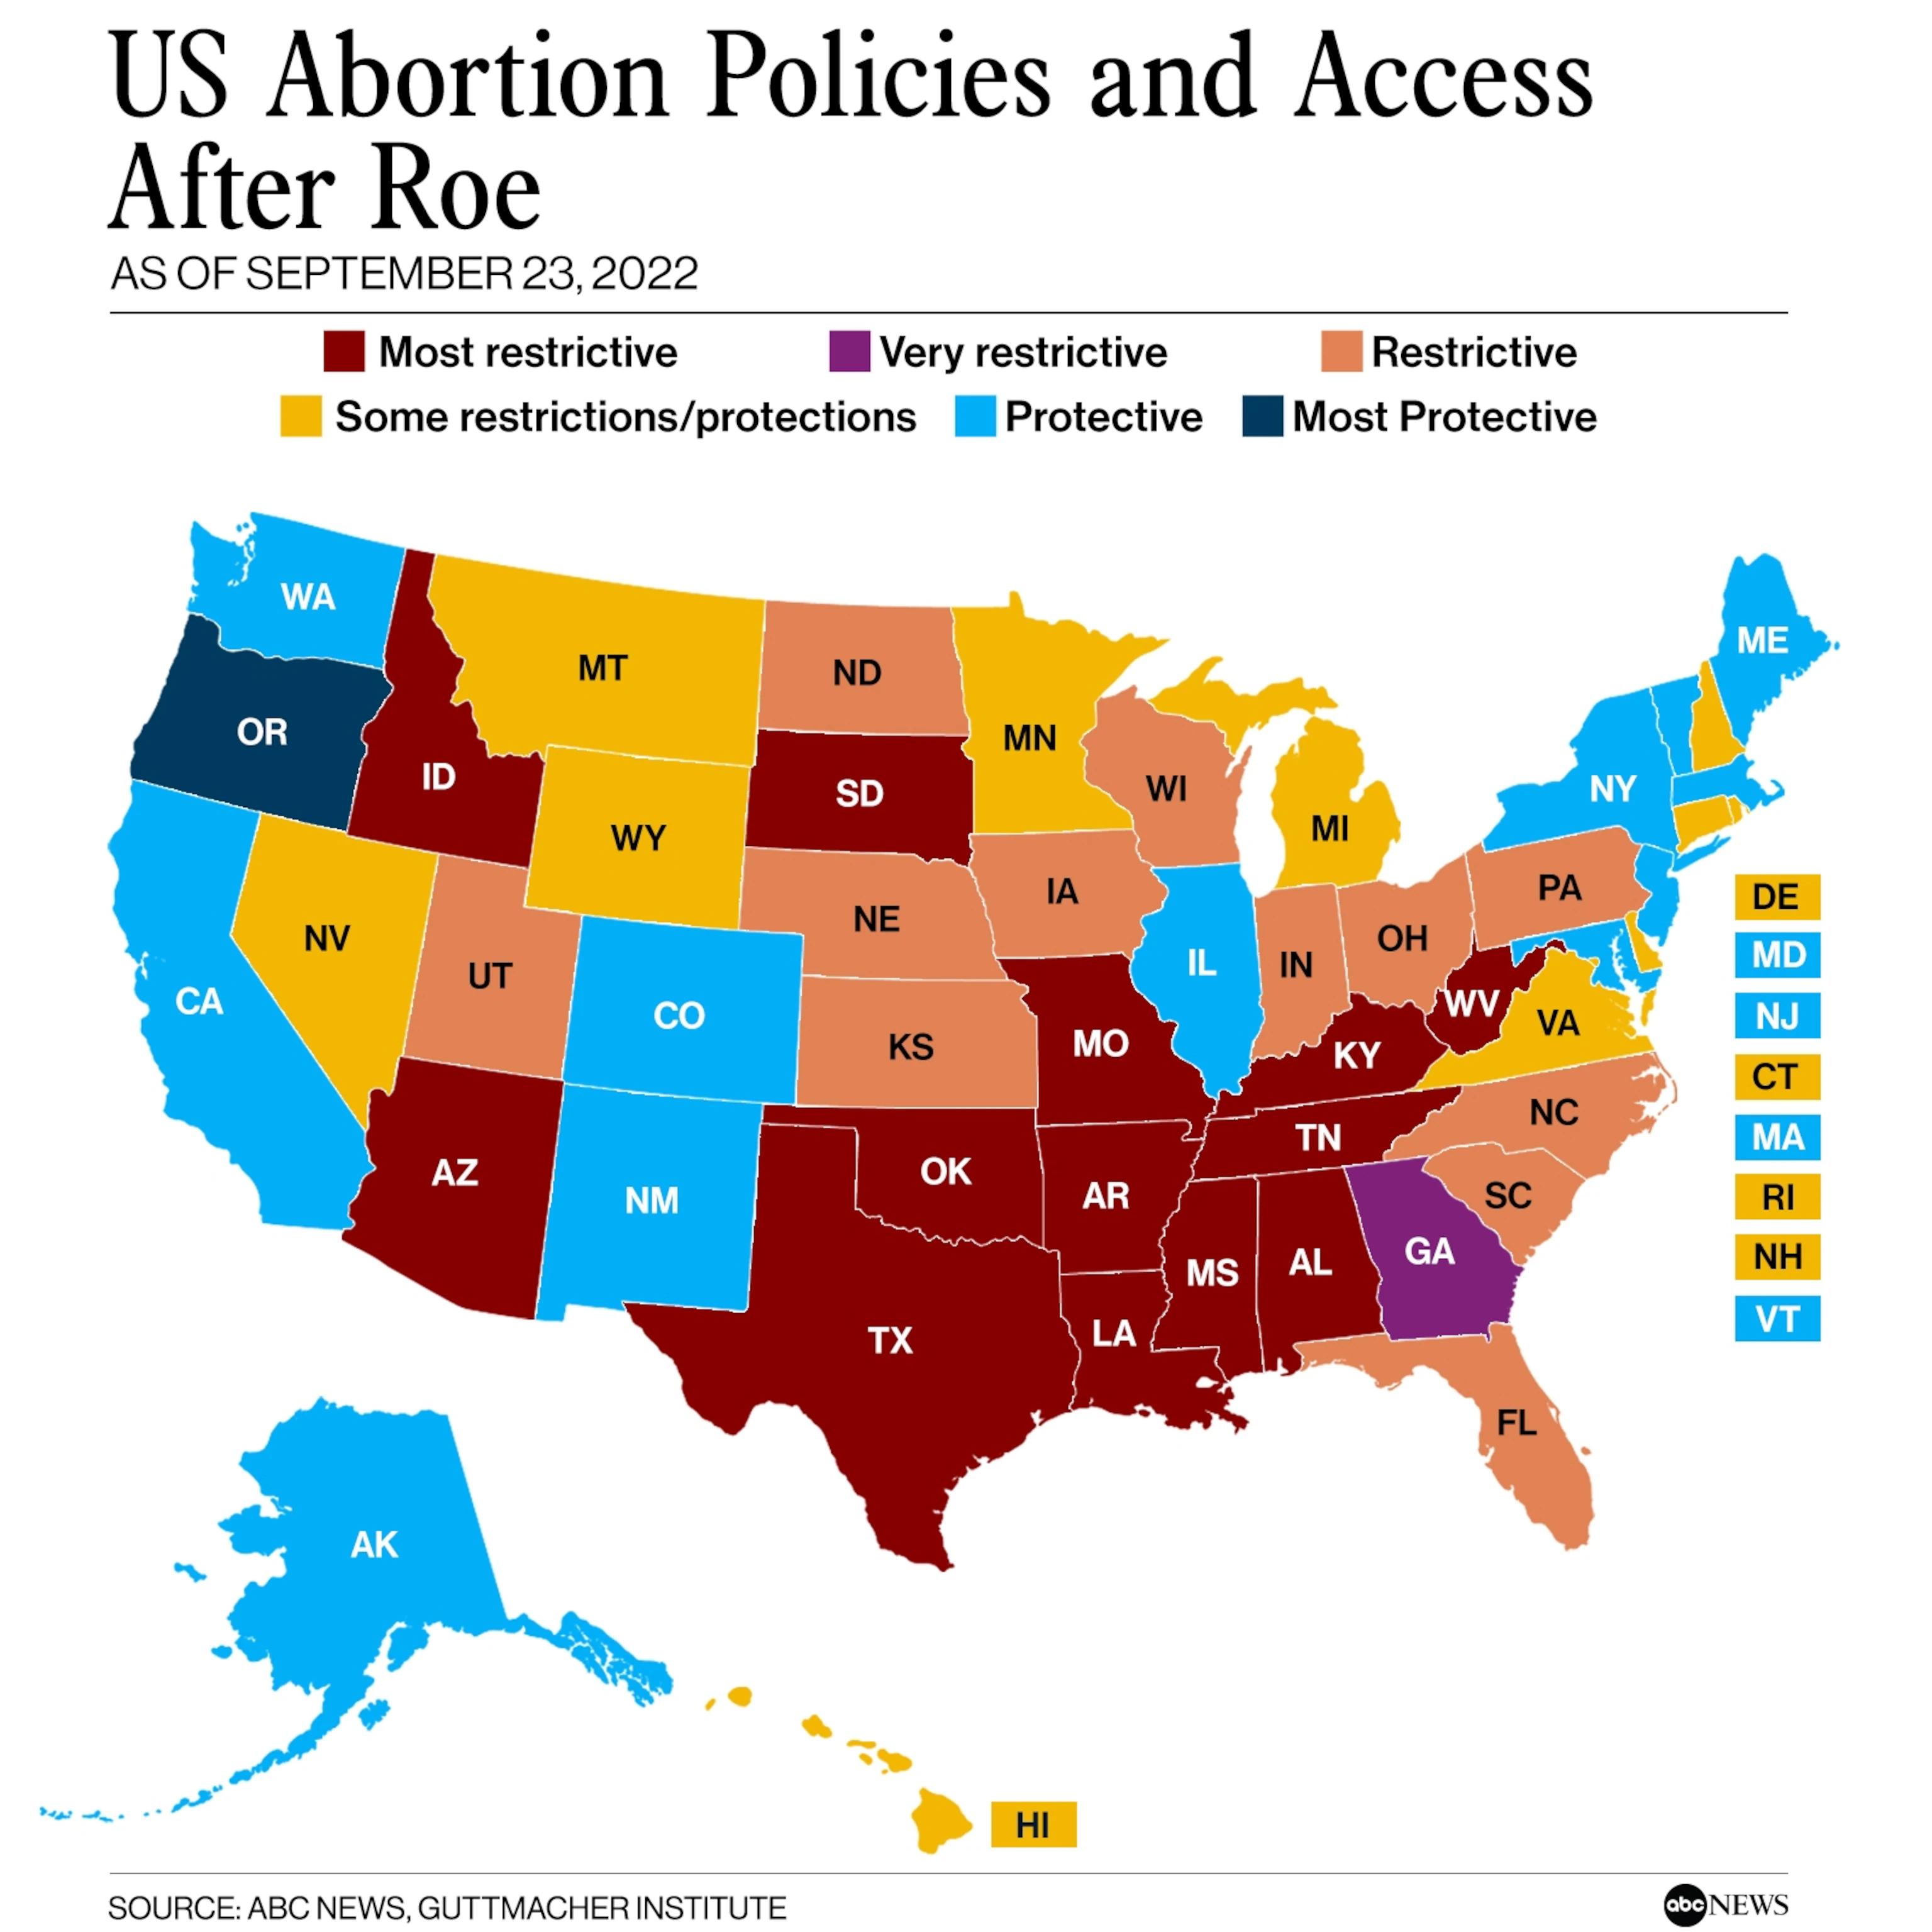 US Abortion Policies and Access
After Roe
AS OF SEPTEMBER 23, 2022
Most restrictive
Very restrictive
Restrictive
Some restrictions/protections
Protective
Most Protective
WA
MT
ND
MN
ME
OR
ID
SD
WI
NY
WY
MI
NV
UT
NE
IA
PA
DE
CA
CO
KS
IL
IN
OH
MD
MO
WV
VA
NJ
KY
CT
NC
TN
MA
AZ
NM
OK
AR
SC
RI
MS
AL
GA
NH
TX
LA
VT
FL
AK
HI
SOURCE: ABC NEWS, GUTTMACHER INSTITUTE
abc NEWS